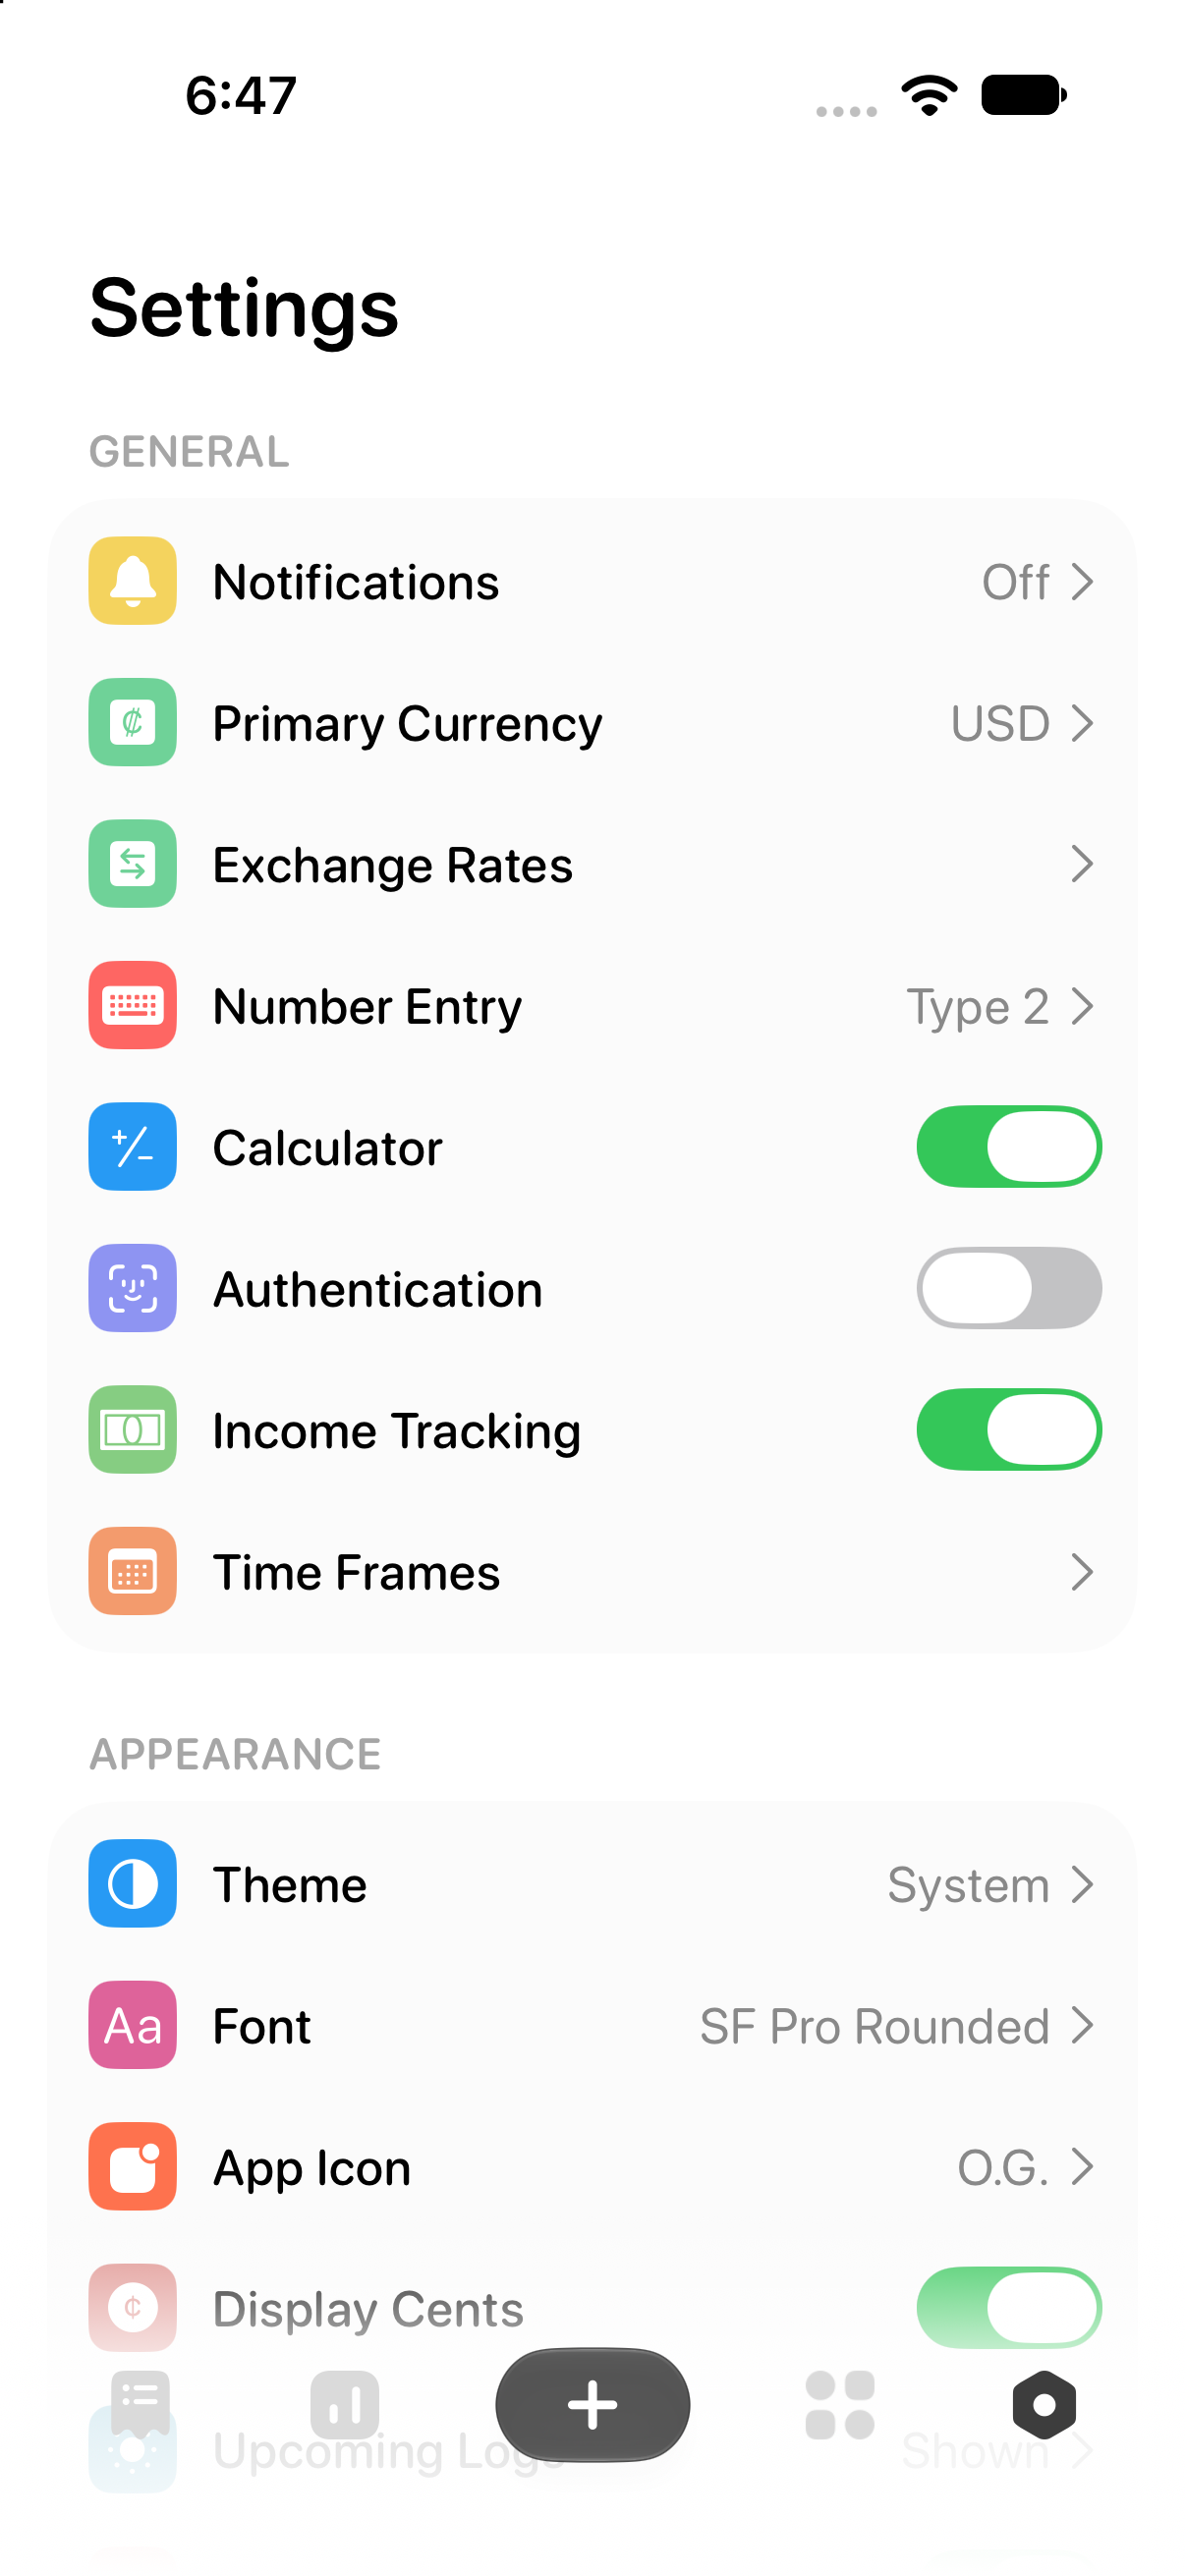 6:47
Settings
GENERAL
Notifications Off
₡ Primary Currency USD
Exchange Rates
Number Entry Type 2
+/- Calculator
Authentication
Income Tracking
Time Frames
APPEARANCE
Theme System
Aa Font SF Pro Rounded
App Icon O.G.
¢ Display Cents
+
Upcoming Logs Shown